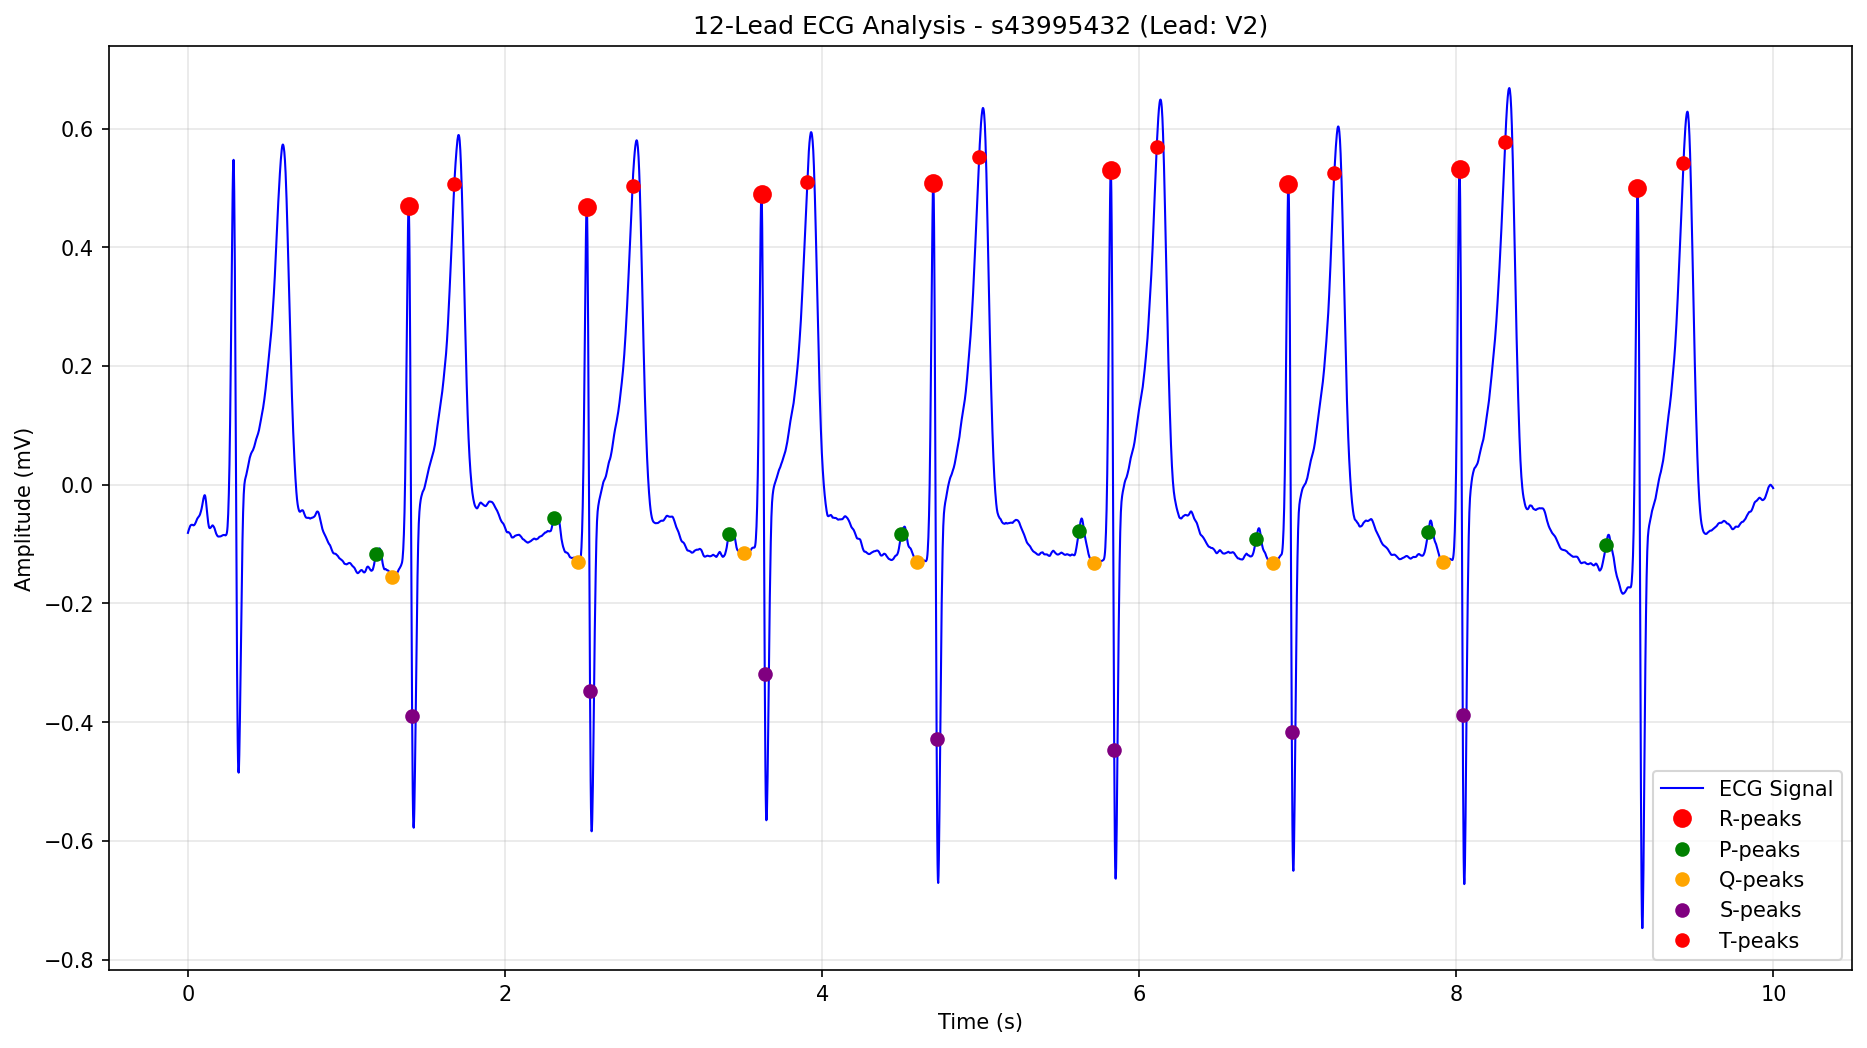 12-Lead ECG Analysis - s43995432 (Lead: V2)
Amplitude (mV)
0.6
0.4
0.2
0.0
−0.2
−0.4
−0.6
−0.8
0 2 4 6 8 10
Time (s)
ECG Signal
R-peaks
P-peaks
Q-peaks
S-peaks
T-peaks